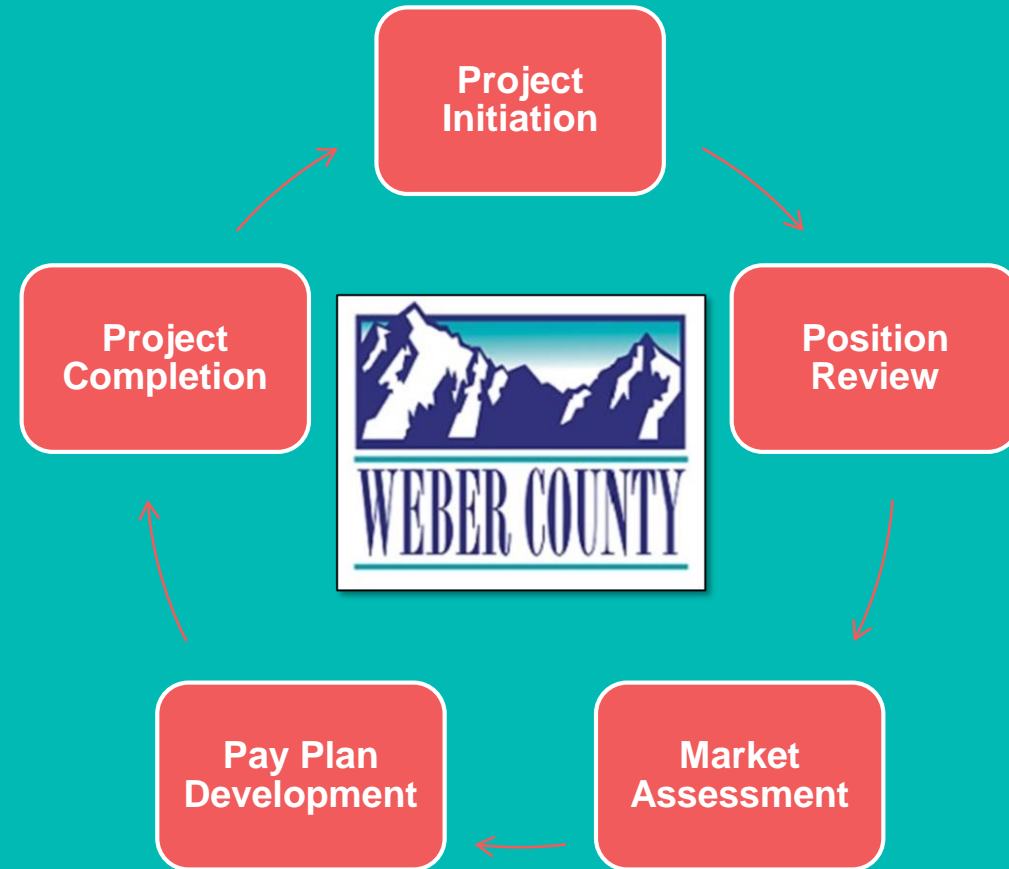 Project
Initiation
Position
Review
Market
Assessment
Pay Plan
Development
Project
Completion
WEBER COUNTY